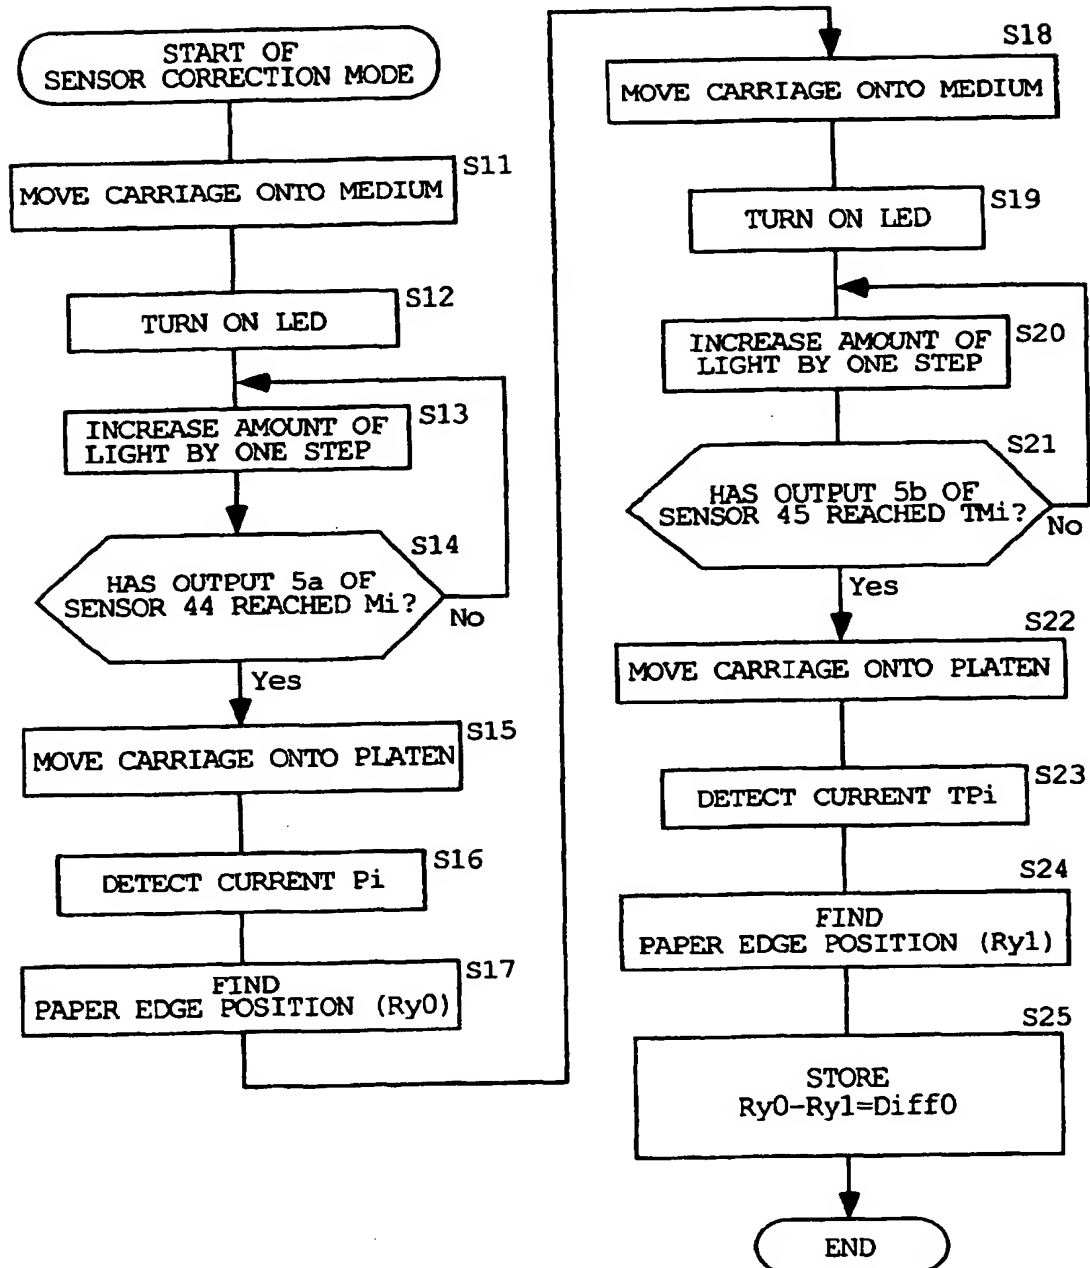 START OF
SENSOR CORRECTION MODE
S11
MOVE CARRIAGE ONTO MEDIUM
S12
TURN ON LED
S13
INCREASE AMOUNT OF
LIGHT BY ONE STEP
S14
HAS OUTPUT 5a OF
SENSOR 44 REACHED Mi?
No
Yes
S15
MOVE CARRIAGE ONTO PLATEN
S16
DETECT CURRENT Pi
S17
FIND
PAPER EDGE POSITION (Ry0)
S18
MOVE CARRIAGE ONTO MEDIUM
S19
TURN ON LED
S20
INCREASE AMOUNT OF
LIGHT BY ONE STEP
S21
HAS OUTPUT 5b OF
SENSOR 45 REACHED TMi?
No
Yes
S22
MOVE CARRIAGE ONTO PLATEN
S23
DETECT CURRENT TPi
S24
FIND
PAPER EDGE POSITION (Ry1)
S25
STORE
Ry0-Ry1=Diff0
END